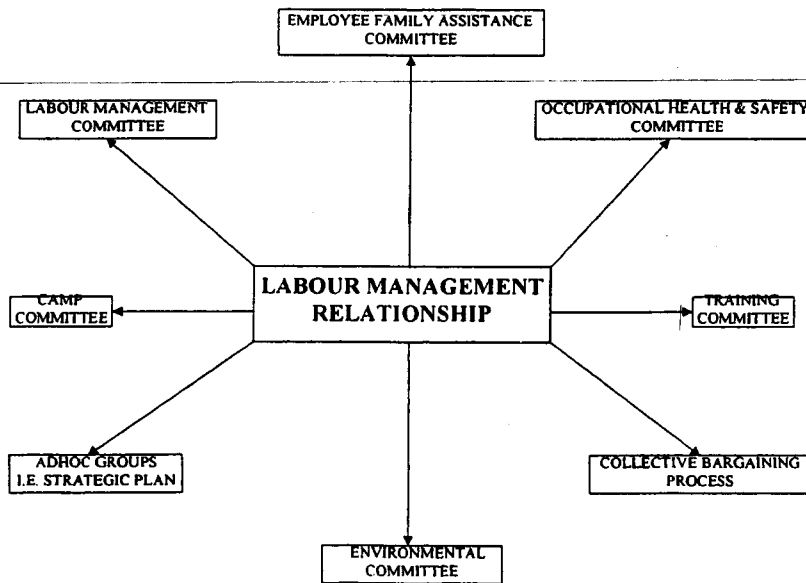 EMPLOYEE FAMILY ASSISTANCE
COMMITTEE
LABOUR MANAGEMENT
COMMITTEE
OCCUPATIONAL HEALTH & SAFETY
COMMITTEE
LABOUR MANAGEMENT
RELATIONSHIP
CAMP
COMMITTEE
TRAINING
COMMITTEE
ADHOC GROUPS
I.E. STRATEGIC PLAN
COLLECTIVE BARGAINING
PROCESS
ENVIRONMENTAL
COMMITTEE